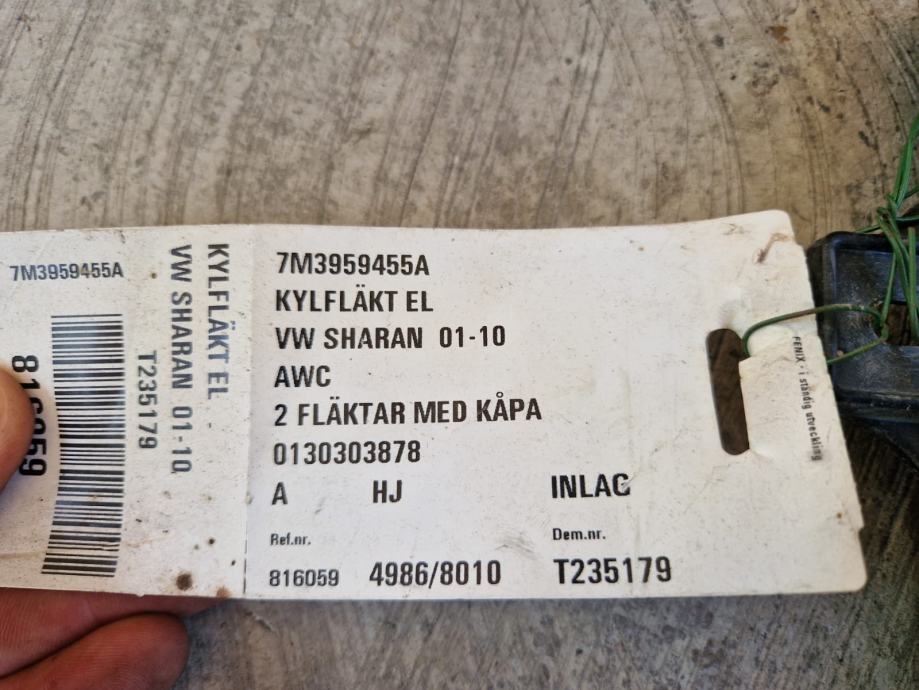 7M3959455A
816059
T235179
VW SHARAN 01-10
KYLFLÄKT EL -
7M3959455A
KYLFLÄKT EL
VW SHARAN 01-10
AWC
2 FLÄKTAR MED KÅPA
0130303878
A HJ INLAG
Ref.nr. Dem.nr.
816059 4986/8010 T235179
FENIX - i ständig utveckling